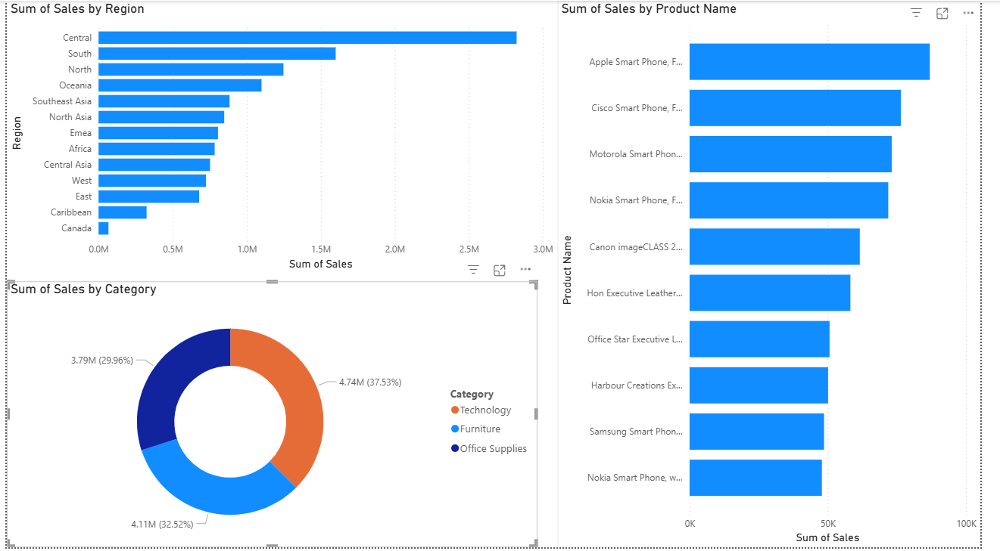 Sum of Sales by Region
Region
Central
South
North
Oceania
Southeast Asia
North Asia
Emea
Africa
Central Asia
West
East
Caribbean
Canada
0.0M 0.5M 1.0M 1.5M 2.0M 2.5M 3.0M
Sum of Sales
Sum of Sales by Category
3.79M (29.96%)
4.74M (37.53%)
4.11M (32.52%)
Category
Technology
Furniture
Office Supplies
Sum of Sales by Product Name
Product Name
Apple Smart Phone, F...
Cisco Smart Phone, F...
Motorola Smart Phon...
Nokia Smart Phone, F...
Canon imageCLASS 2...
Hon Executive Leather...
Office Star Executive L...
Harbour Creations Ex...
Samsung Smart Phon...
Nokia Smart Phone, w...
0K 50K 100K
Sum of Sales